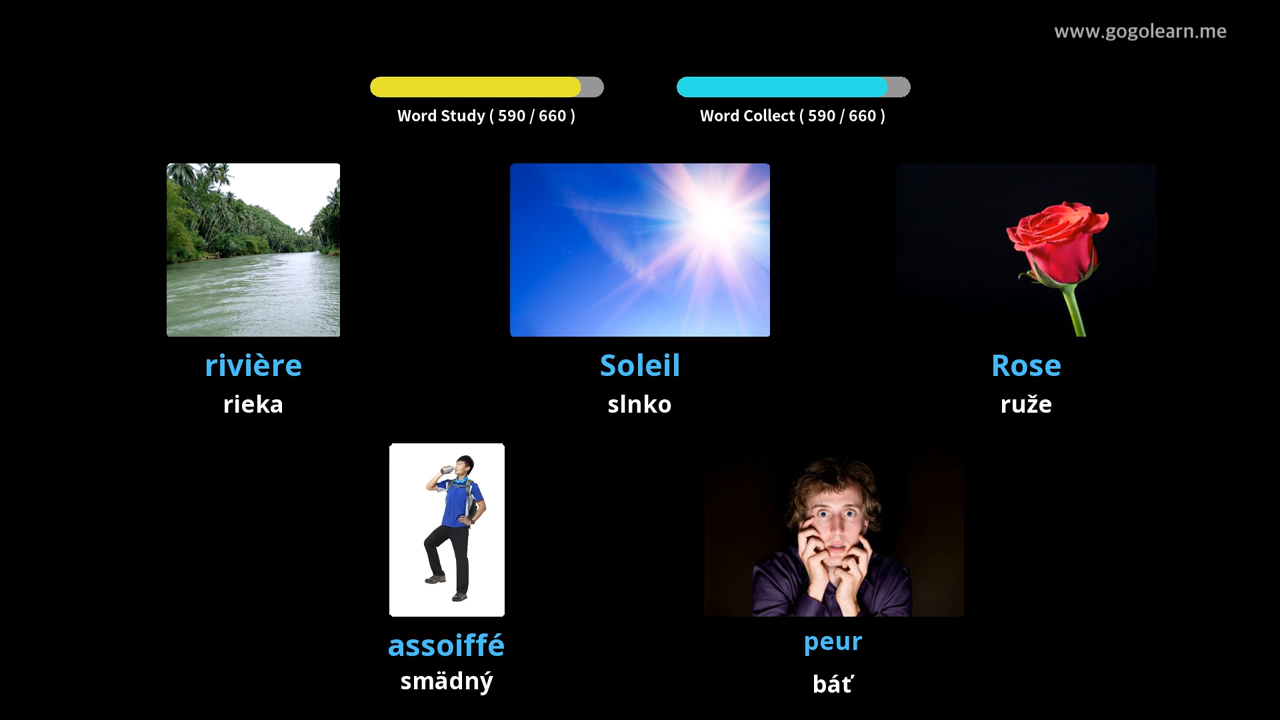 www.gogolearn.me
Word Study ( 590 / 660 )
Word Collect ( 590 / 660 )
rivière
rieka
Soleil
slnko
Rose
ruže
assoiffé
smädný
peur
báť